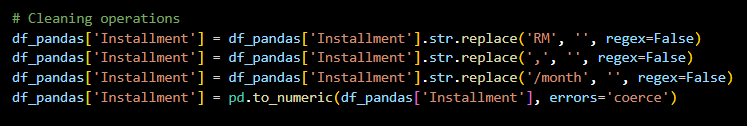 # Cleaning operations
df_pandas['Installment'] = df_pandas['Installment'].str.replace('RM', '', regex=False)
df_pandas['Installment'] = df_pandas['Installment'].str.replace(',', '', regex=False)
df_pandas['Installment'] = df_pandas['Installment'].str.replace('/month', '', regex=False)
df_pandas['Installment'] = pd.to_numeric(df_pandas['Installment'], errors='coerce')